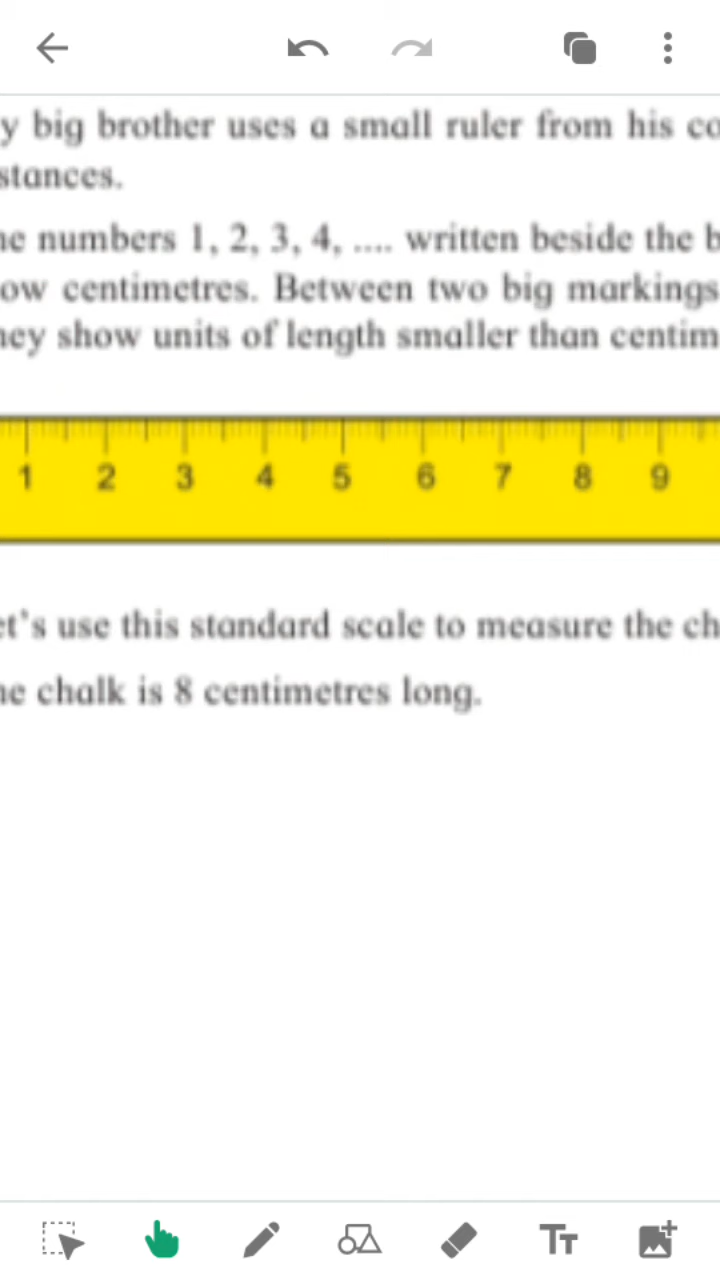 y big brother uses a small ruler from his co
stances.
he numbers 1, 2, 3, 4, .... written beside the b
ow centimetres. Between two big markings
hey show units of length smaller than centim
1 2 3 4 5 6 7 8 9
et's use this standard scale to measure the ch
he chalk is 8 centimetres long.
TT